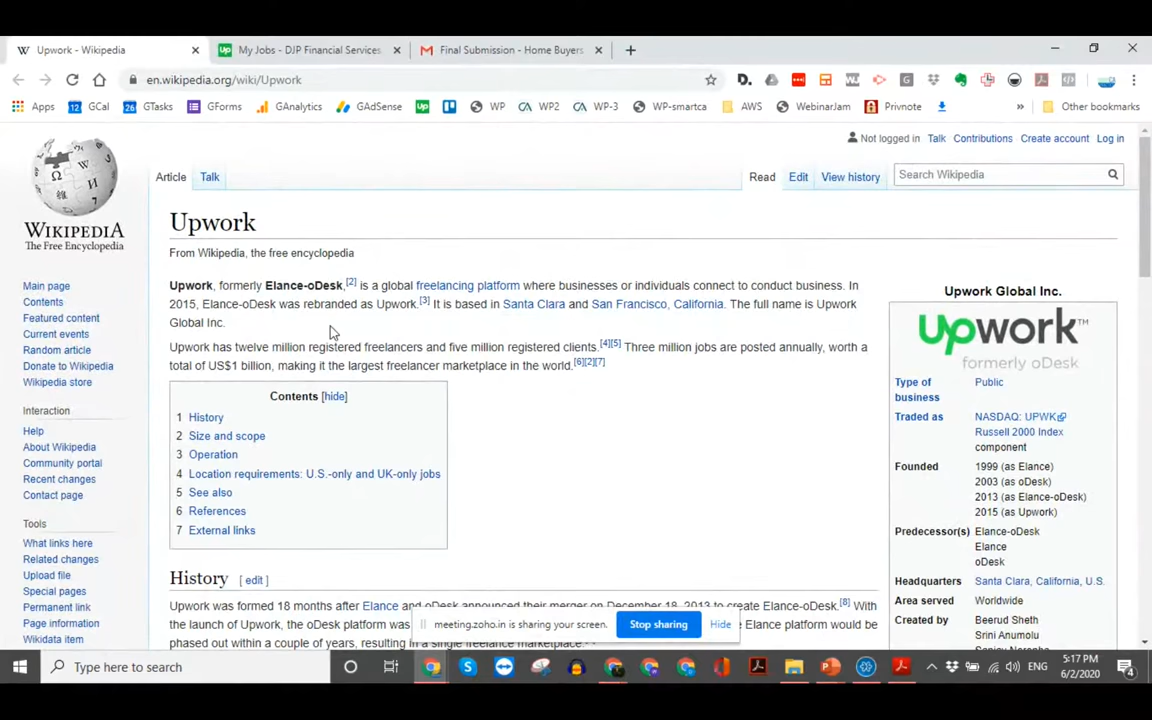 Upwork - Wikipedia
My Jobs - DJP Financial Services
Final Submission - Home Buyers
en.wikipedia.org/wiki/Upwork
Apps GCal GTasks GForms GAnalytics GAdSense WP WP2 WP-3 WP-smartca AWS WebinarJam Privnote » Other bookmarks
Not logged in Talk Contributions Create account Log in
Article Talk Read Edit View history Search Wikipedia
WIKIPEDIA
The Free Encyclopedia
Main page
Contents
Featured content
Current events
Random article
Donate to Wikipedia
Wikipedia store
Interaction
Help
About Wikipedia
Community portal
Recent changes
Contact page
Tools
What links here
Related changes
Upload file
Special pages
Permanent link
Page information
Wikidata item
Upwork
From Wikipedia, the free encyclopedia
Upwork, formerly Elance-oDesk,[2] is a global freelancing platform where businesses or individuals connect to conduct business. In
2015, Elance-oDesk was rebranded as Upwork.[3] It is based in Santa Clara and San Francisco, California. The full name is Upwork
Global Inc.
Upwork has twelve million registered freelancers and five million registered clients.[4][5] Three million jobs are posted annually, worth a
total of US$1 billion, making it the largest freelancer marketplace in the world.[6][2][7]
Contents [hide]
1 History
2 Size and scope
3 Operation
4 Location requirements: U.S.-only and UK-only jobs
5 See also
6 References
7 External links
History [ edit ]
Upwork was formed 18 months after Elance and oDesk announced their merger on December 18, 2013 to create Elance-oDesk.[8] With
the launch of Upwork, the oDesk platform was Elance platform would be
phased out within a couple of years, resulting in a single freelance marketplace.
Upwork Global Inc.
upwork™
formerly oDesk
Type of business Public
Traded as NASDAQ: UPWK
Russell 2000 Index
component
Founded 1999 (as Elance)
2003 (as oDesk)
2013 (as Elance-oDesk)
2015 (as Upwork)
Predecessor(s) Elance-oDesk
Elance
oDesk
Headquarters Santa Clara, California, U.S.
Area served Worldwide
Created by Beerud Sheth
Srini Anumolu
meeting.zoho.in is sharing your screen. Stop sharing Hide
Type here to search
ENG
5:17 PM
6/2/2020